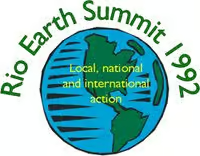 Rio Earth Summit 1992
Local, national
and international
action